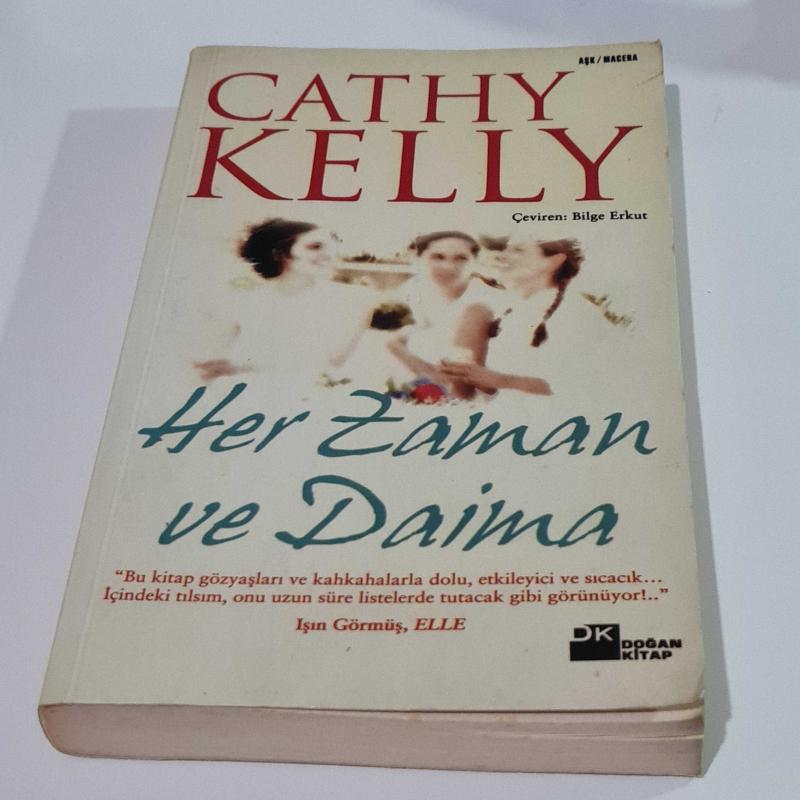 AŞK / MACERA
CATHY
KELLY
Çeviren: Bilge Erkut
Her Zaman
ve Daima
“Bu kitap gözyaşları ve kahkahalarla dolu, etkileyici ve sıcacık...
İçindeki tılsım, onu uzun süre listelerde tutacak gibi görünüyor!..”
Işın Görmüş, ELLE
DK
DOĞAN
KİTAP